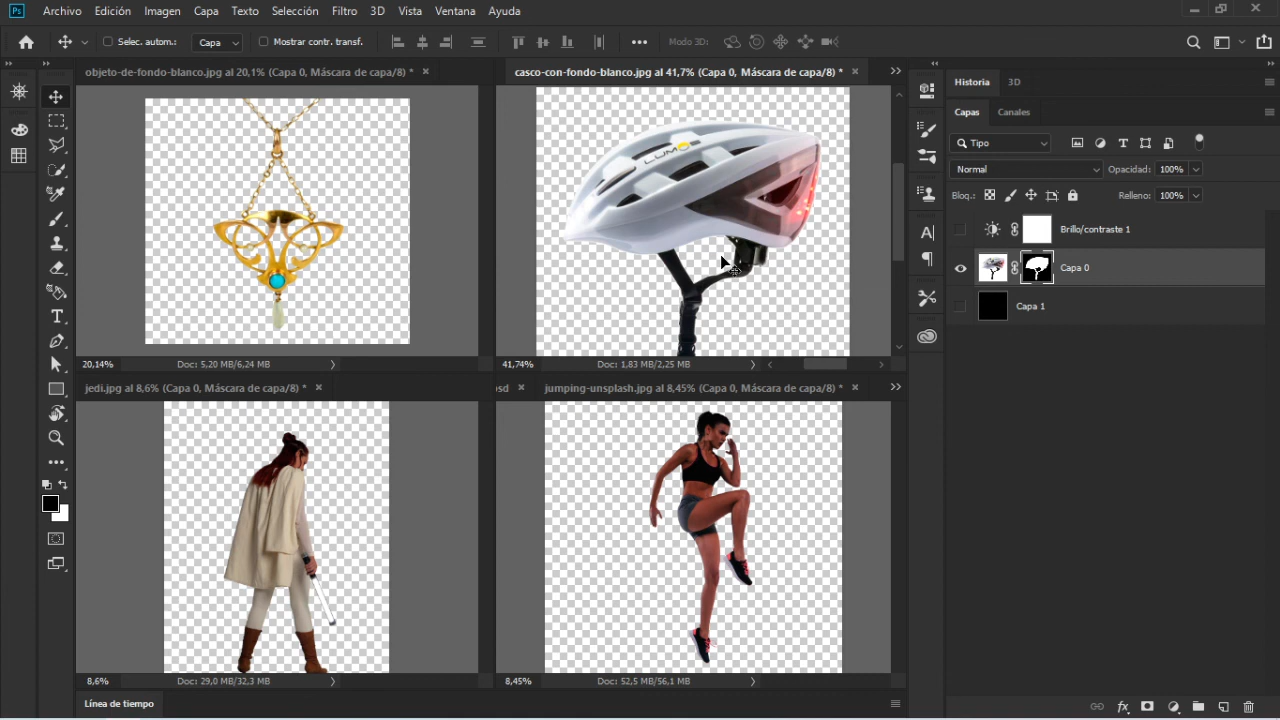 Ps Archivo Edición Imagen Capa Texto Selección Filtro 3D Vista Ventana Ayuda
Selec. autom.: Capa Mostrar contr. transf. Modo 3D:
objeto-de-fondo-blanco.jpg al 20,1% (Capa 0, Máscara de capa/8) *
casco-con-fondo-blanco.jpg al 41,7% (Capa 0, Máscara de capa/8) *
LUMOS
20,14% Doc: 5,20 MB/6,24 MB
41,74% Doc: 1,83 MB/2,25 MB
jedi.jpg al 8,6% (Capa 0, Máscara de capa/8) *
sd
jumping-unsplash.jpg al 8,45% (Capa 0, Máscara de capa/8) *
8,6% Doc: 29,0 MB/32,3 MB
8,45% Doc: 52,5 MB/56,1 MB
Línea de tiempo
Historia 3D
Capas Canales
Tipo
Normal Opacidad: 100%
Bloq.: Relleno: 100%
Brillo/contraste 1
Capa 0
Capa 1